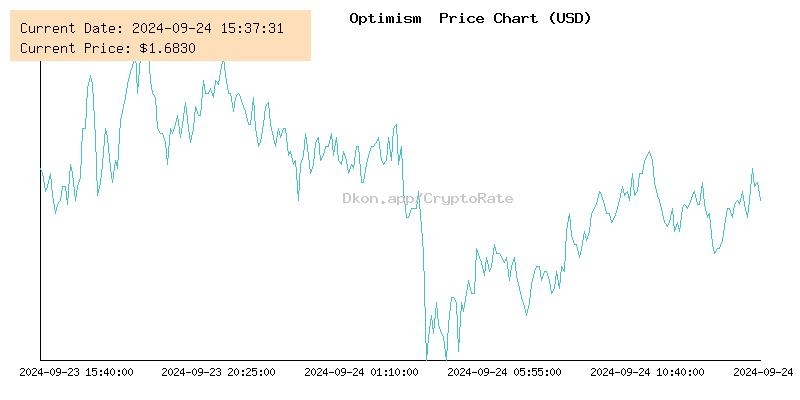 Optimism  Price Chart (USD)
Current Date: 2024-09-24 15:37:31
Current Price: $1.6830
Dkon.app/CryptoRate
2024-09-23 15:40:00 2024-09-23 20:25:00 2024-09-24 01:10:00 2024-09-24 05:55:00 2024-09-24 10:40:00 2024-09-24